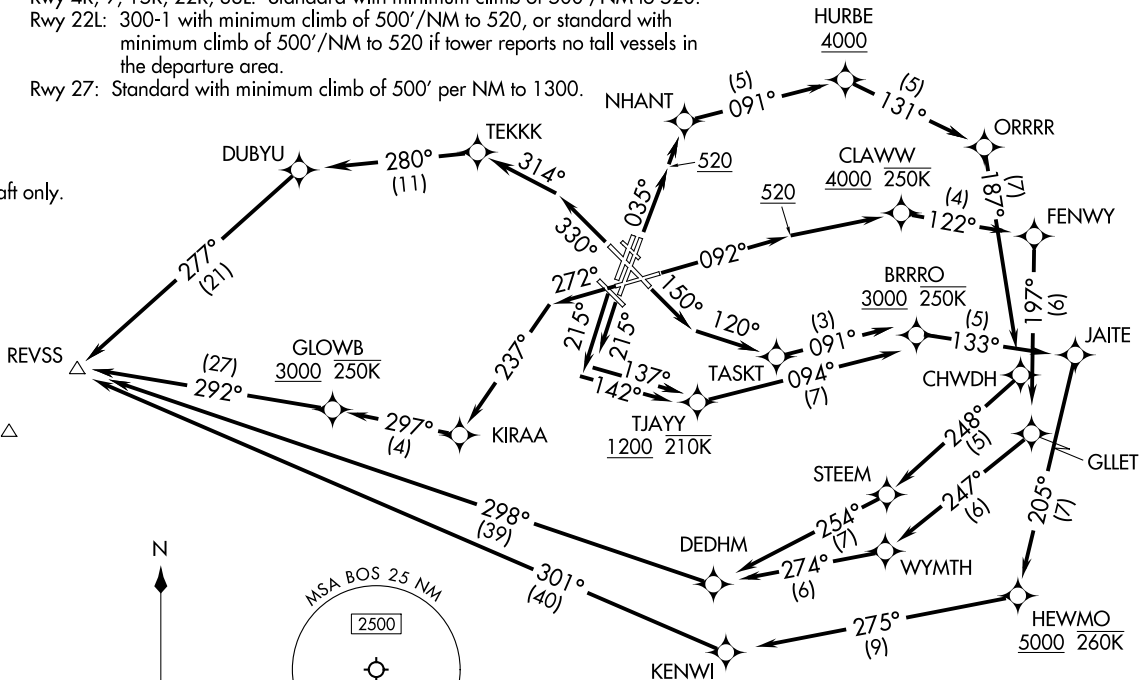 Rwy 22L: 300-1 with minimum climb of 500'/NM to 520, or standard with
minimum climb of 500'/NM to 520 if tower reports no tall vessels in
the departure area.
Rwy 27: Standard with minimum climb of 500' per NM to 1300.
aft only.
HURBE
4000
(5)
091°
(5)
131°
NHANT
ORRRR
TEKKK
DUBYU
280°
(11)
314°
330°
035°
520
CLAWW
4000 250K
520
(4)
122°
187°
(7)
FENWY
092°
277°
(21)
272°
150°
120°
BRRRO
3000 250K
197°
(6)
(3)
091°
(5)
133°
JAITE
REVSS
(27)
292°
GLOWB
3000 250K
237°
215°
215°
137°
142°
TASKT
094°
(7)
CHWDH
297°
(4)
KIRAA
TJAYY
1200 210K
248°
(5)
GLLET
STEEM
247°
(6)
205°
(7)
298°
(39)
254°
(7)
DEDHM
274°
(6)
WYMTH
301°
(40)
N
MSA BOS 25 NM
2500
275°
(9)
HEWMO
5000 260K
KENWI